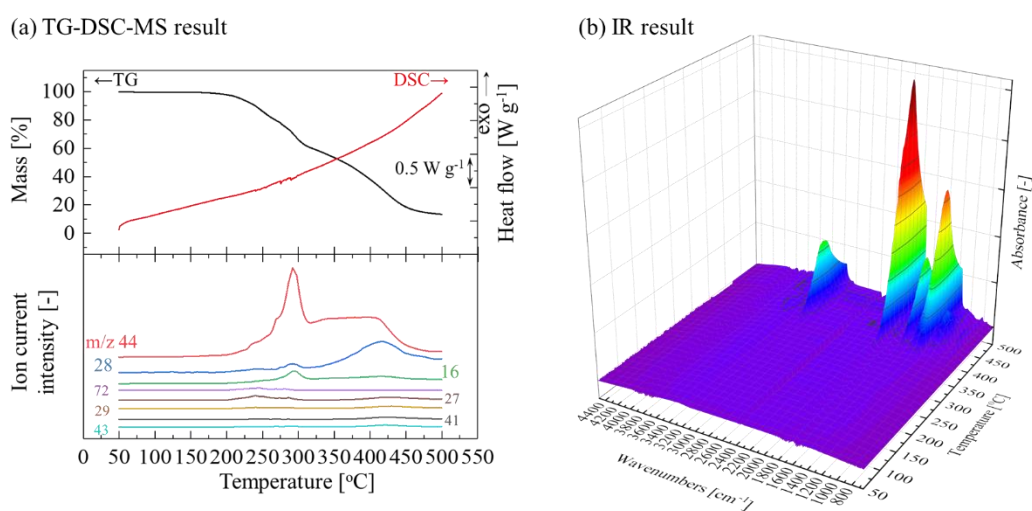 (a) TG-DSC-MS result
←TG
DSC→
exo →
Mass [%]
100
80
60
40
20
0
0.5 W g⁻¹
Heat flow [W g⁻¹]
Ion current
intensity [-]
m/z 44
28
16
72
27
29
41
43
0 50 100 150 200 250 300 350 400 450 500 550
Temperature [°C]
(b) IR result
Absorbance [-]
500
450
400
350
300
250
200
150
100
50
Temperature [°C]
4400 4200 4000 3800 3600 3400 3200 3000 2800 2600 2400 2200 2000 1800 1600 1400 1200 1000 800
Wavenumbers [cm⁻¹]